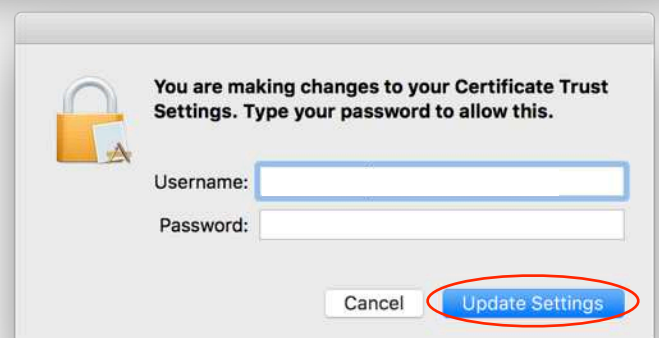 You are making changes to your Certificate Trust
Settings. Type your password to allow this.
Username:
Password:
Cancel
Update Settings